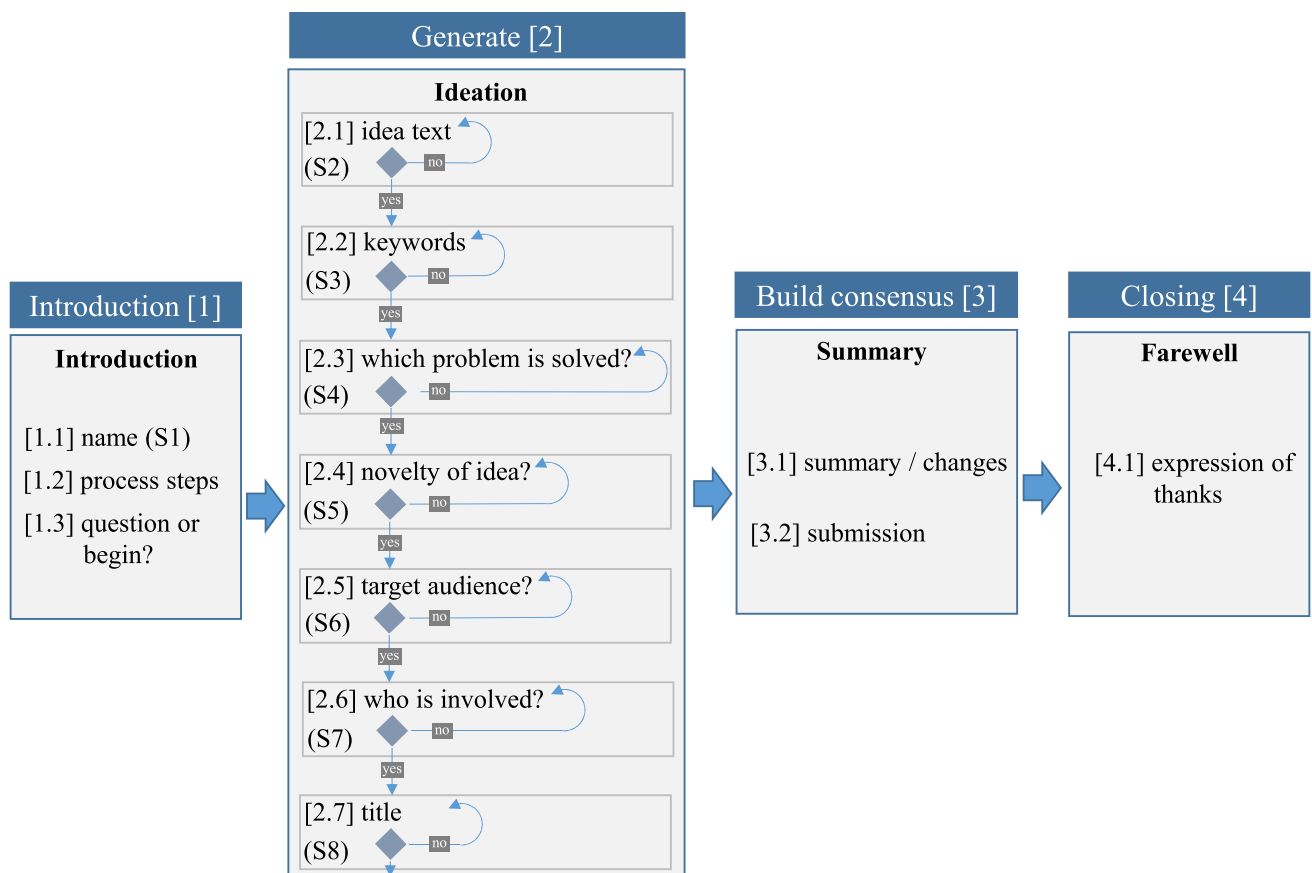 Introduction [1]
Introduction
[1.1] name (S1)
[1.2] process steps
[1.3] question or
begin?
Generate [2]
Ideation
[2.1] idea text
(S2)
no
yes
[2.2] keywords
(S3)
no
yes
[2.3] which problem is solved?
(S4)
no
yes
[2.4] novelty of idea?
(S5)
no
yes
[2.5] target audience?
(S6)
no
yes
[2.6] who is involved?
(S7)
no
yes
[2.7] title
(S8)
no
Build consensus [3]
Summary
[3.1] summary / changes
[3.2] submission
Closing [4]
Farewell
[4.1] expression of
thanks